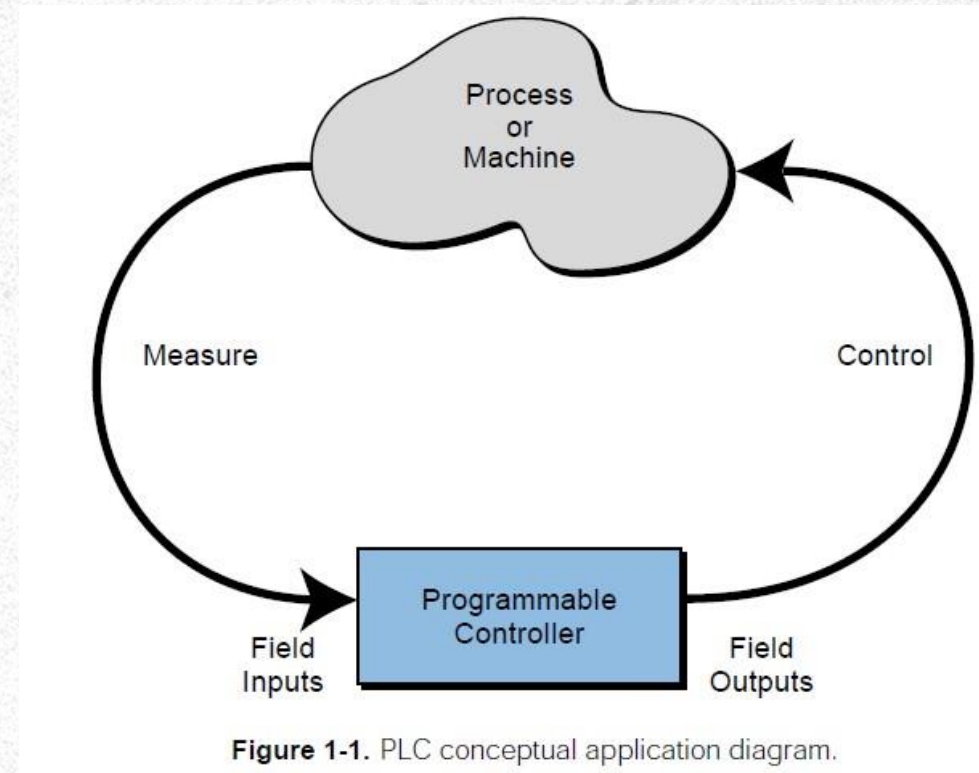 Process
or
Machine
Measure
Control
Programmable
Controller
Field
Inputs
Field
Outputs
Figure 1-1. PLC conceptual application diagram.